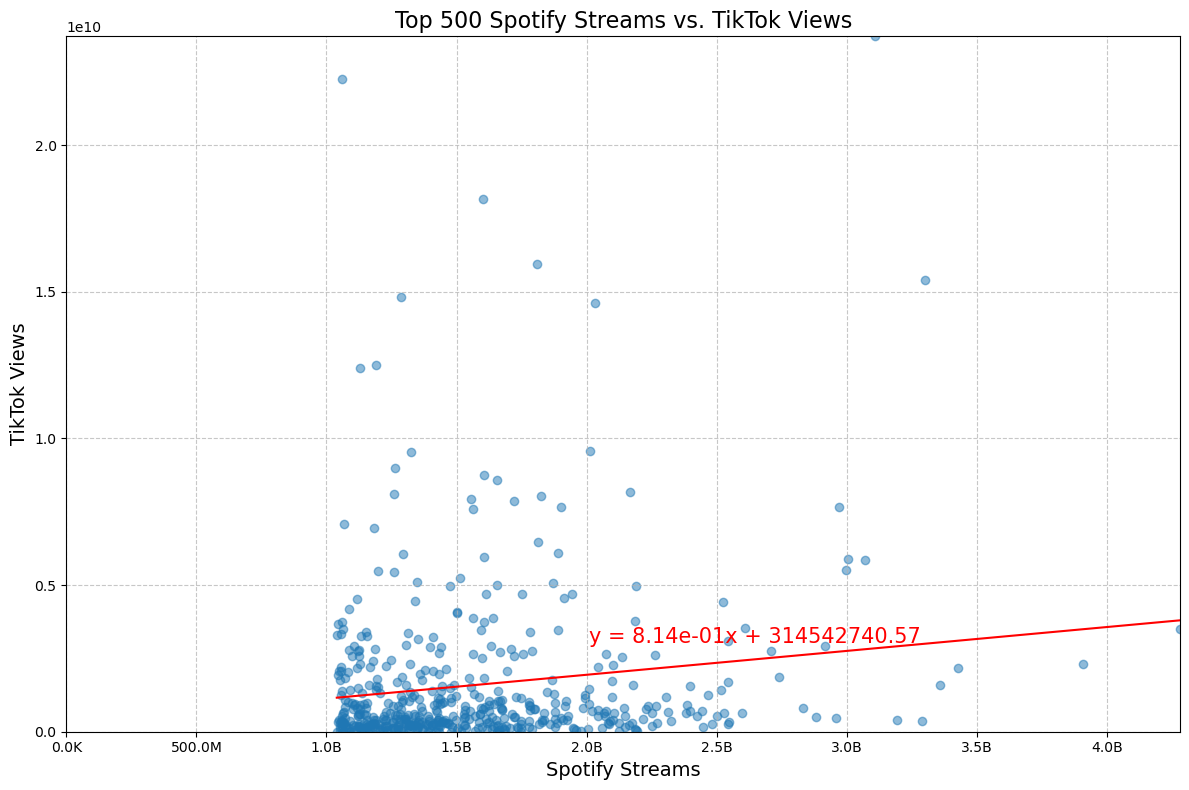 Top 500 Spotify Streams vs. TikTok Views
1e10
2.0
1.5
1.0
0.5
0.0
TikTok Views
y = 8.14e-01x + 314542740.57
0.0K 500.0M 1.0B 1.5B 2.0B 2.5B 3.0B 3.5B 4.0B
Spotify Streams